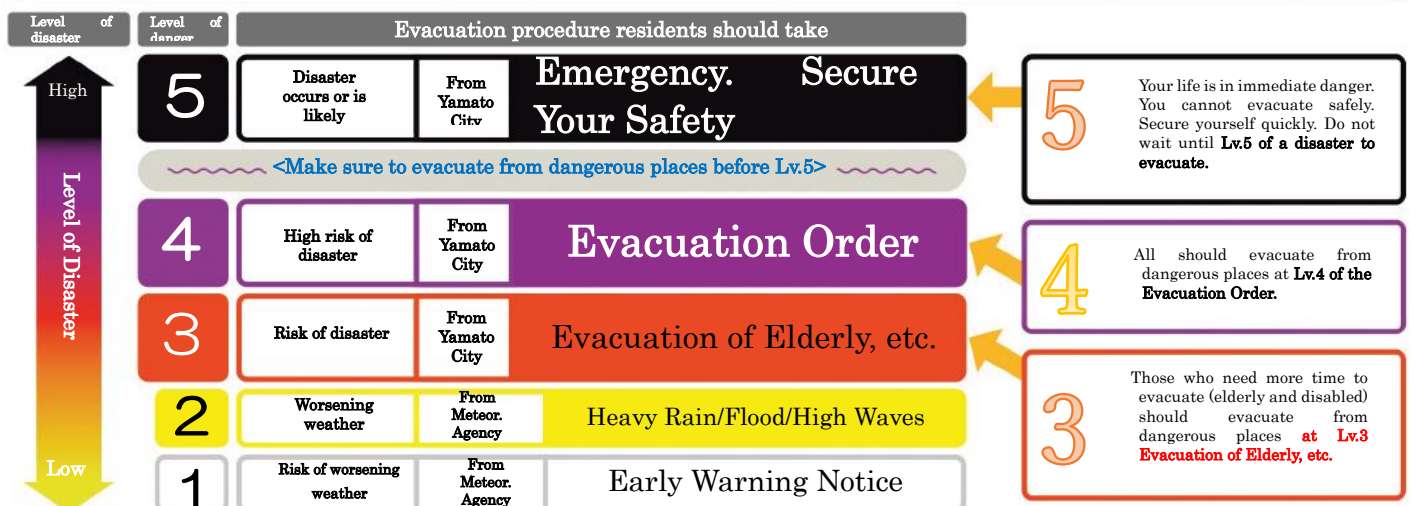 Level of
disaster
Level of
danger
Evacuation procedure residents should take
High
Level of Disaster
Low
5
Disaster
occurs or is
likely
From
Yamato
City
Emergency. Secure
Your Safety
<Make sure to evacuate from dangerous places before Lv.5>
4
High risk of
disaster
From
Yamato
City
Evacuation Order
3
Risk of disaster
From
Yamato
City
Evacuation of Elderly, etc.
2
Worsening
weather
From
Meteor.
Agency
Heavy Rain/Flood/High Waves
1
Risk of worsening
weather
From
Meteor.
Agency
Early Warning Notice
5
Your life is in immediate danger.
You cannot evacuate safely.
Secure yourself quickly. Do not
wait until Lv.5 of a disaster to
evacuate.
4
All should evacuate from
dangerous places at Lv.4 of the
Evacuation Order.
3
Those who need more time to
evacuate (elderly and disabled)
should evacuate from
dangerous places at Lv.3
Evacuation of Elderly, etc.